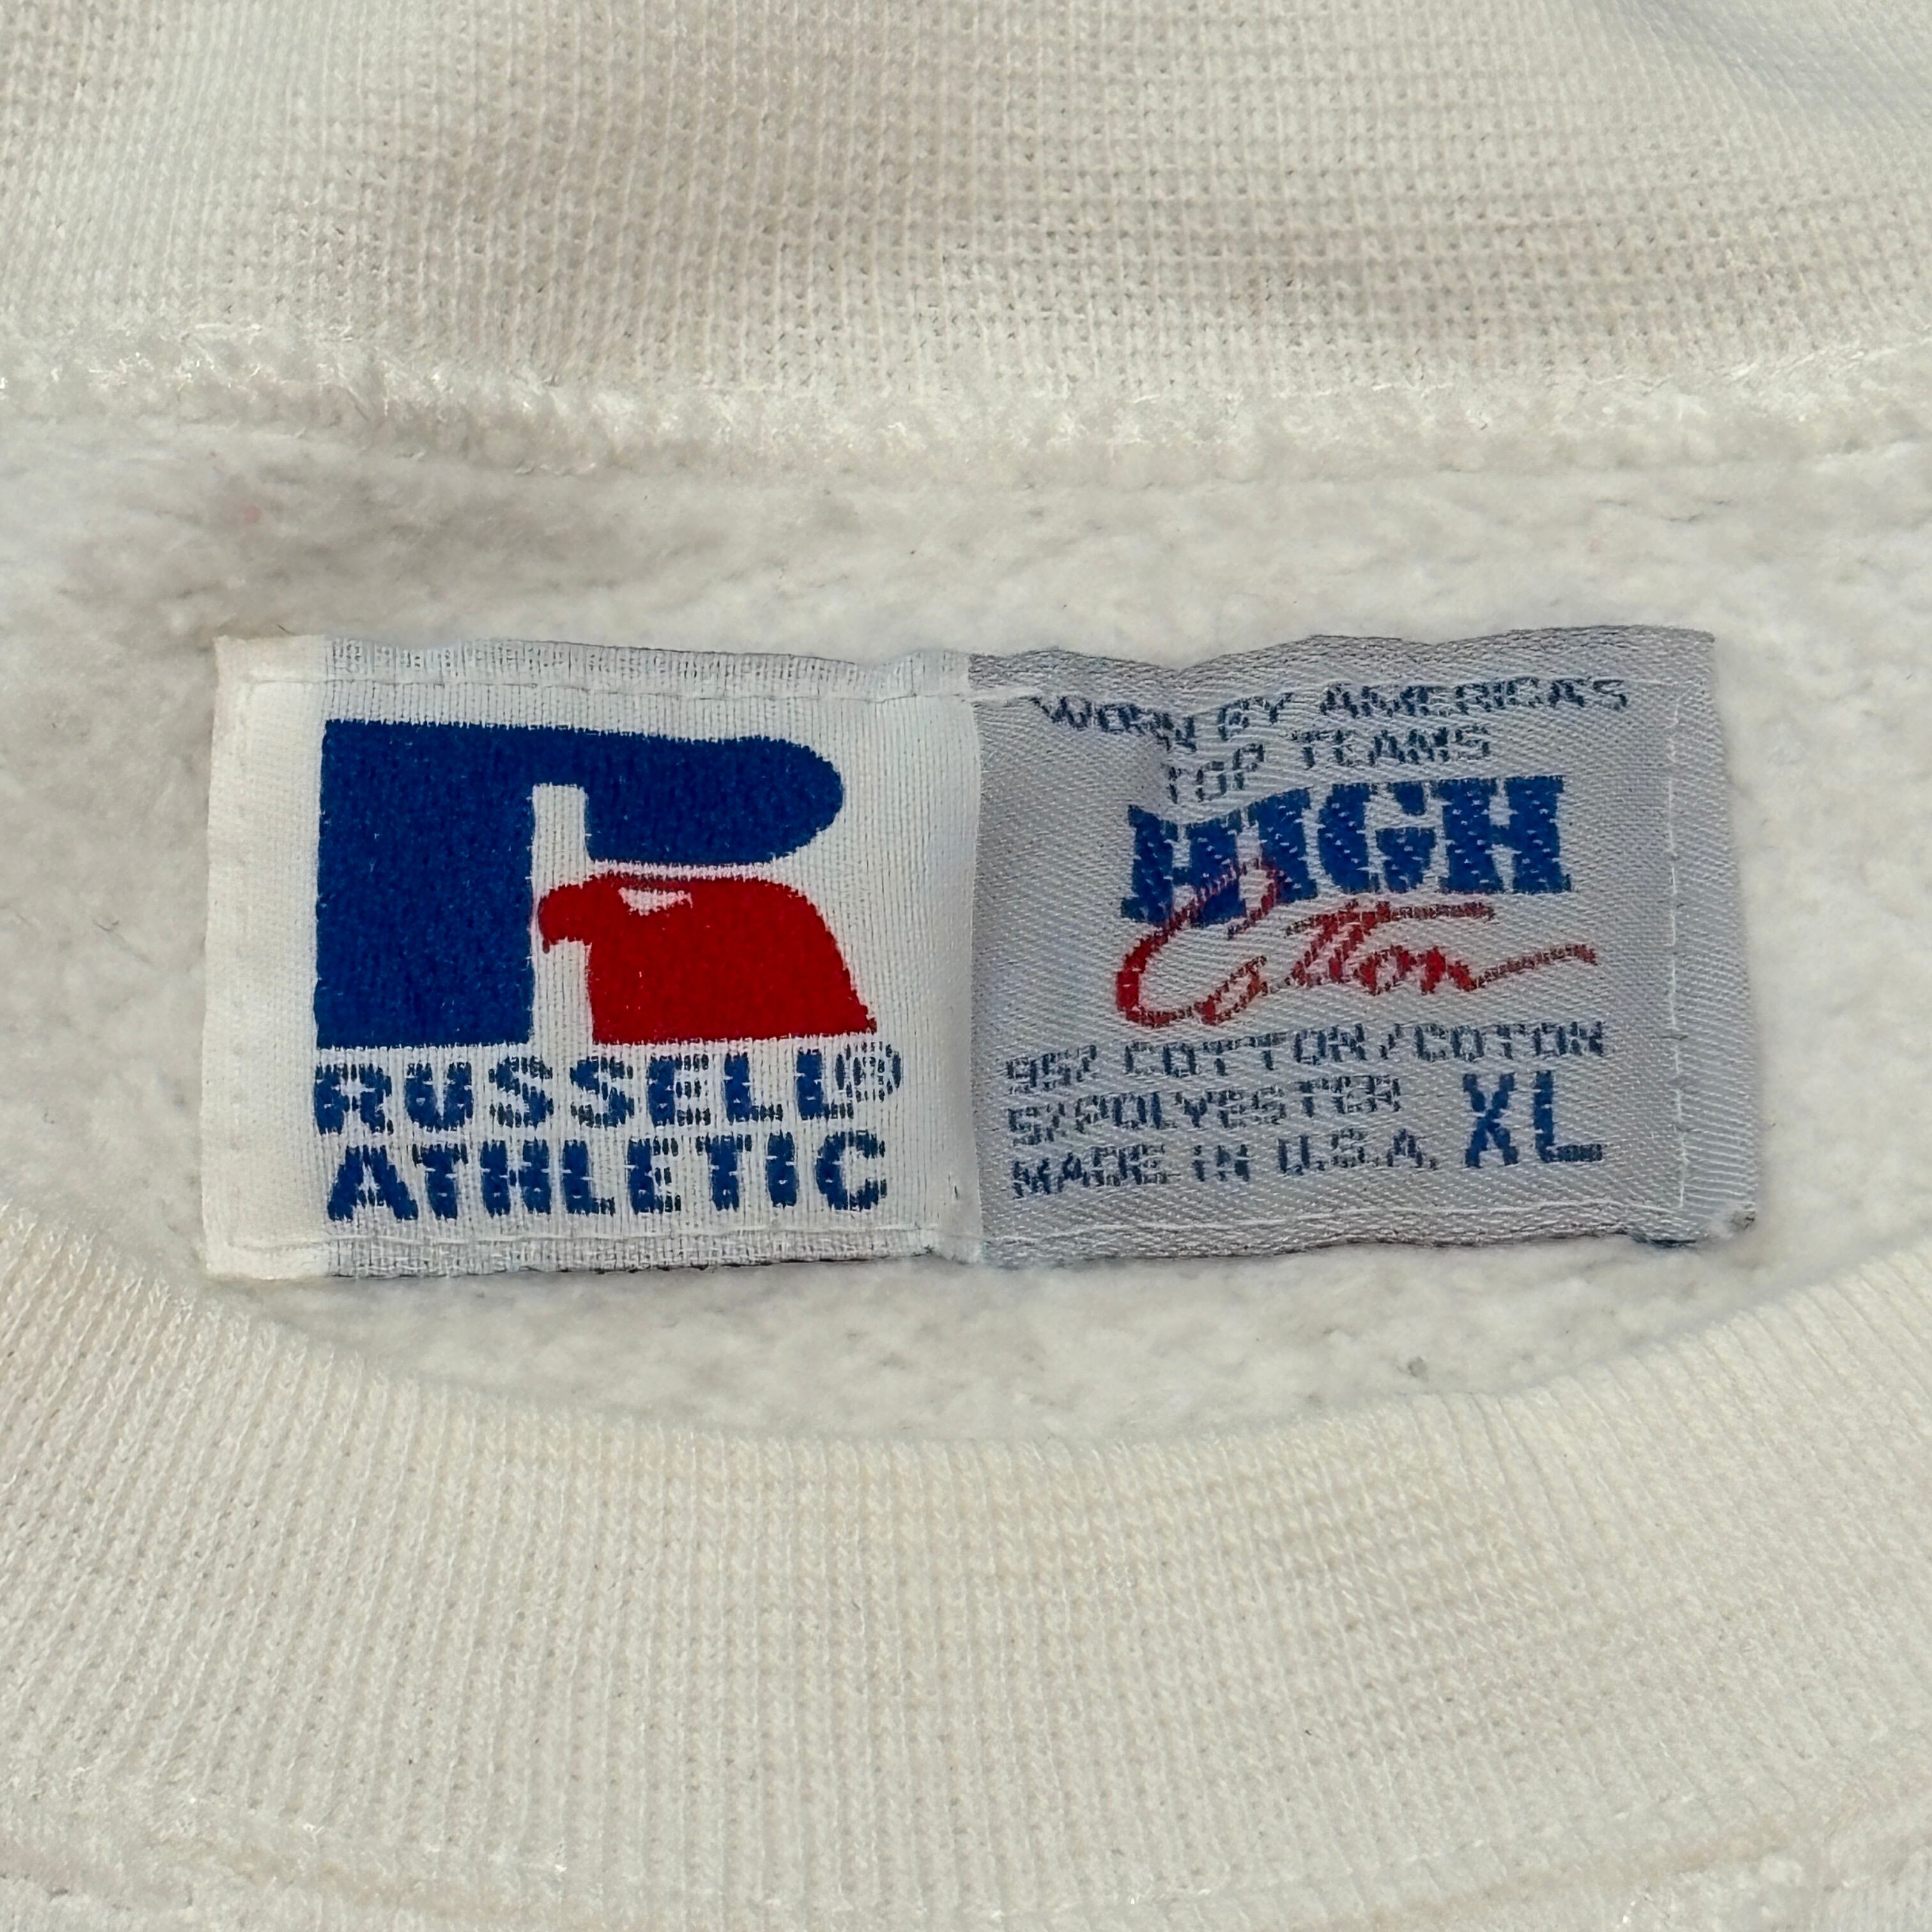 RUSSELL®
ATHLETIC
WORN BY AMERICA'S
TOP TEAMS
HIGH
Cotton
95% COTTON/COTON
5% POLYESTER
MADE IN U.S.A. XL